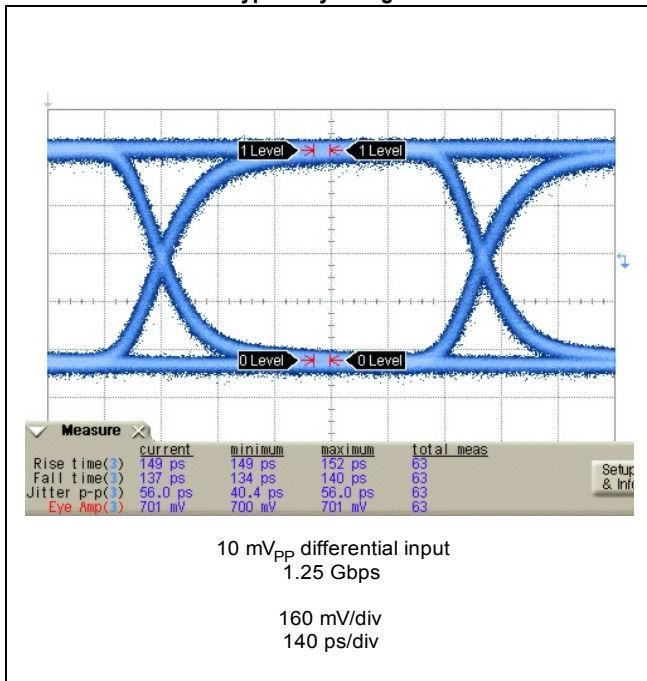 1 Level 1 Level
0 Level 0 Level
Measure
current minimum maximum total meas
Rise time(3) 149 ps 149 ps 152 ps 63
Fall time(3) 137 ps 134 ps 140 ps 63
Jitter p-p(3) 56.0 ps 40.4 ps 56.0 ps 63
Eye Amp(3) 701 mV 700 mV 701 mV 63
Setup
& Info
10 mVPP differential input
1.25 Gbps
160 mV/div
140 ps/div